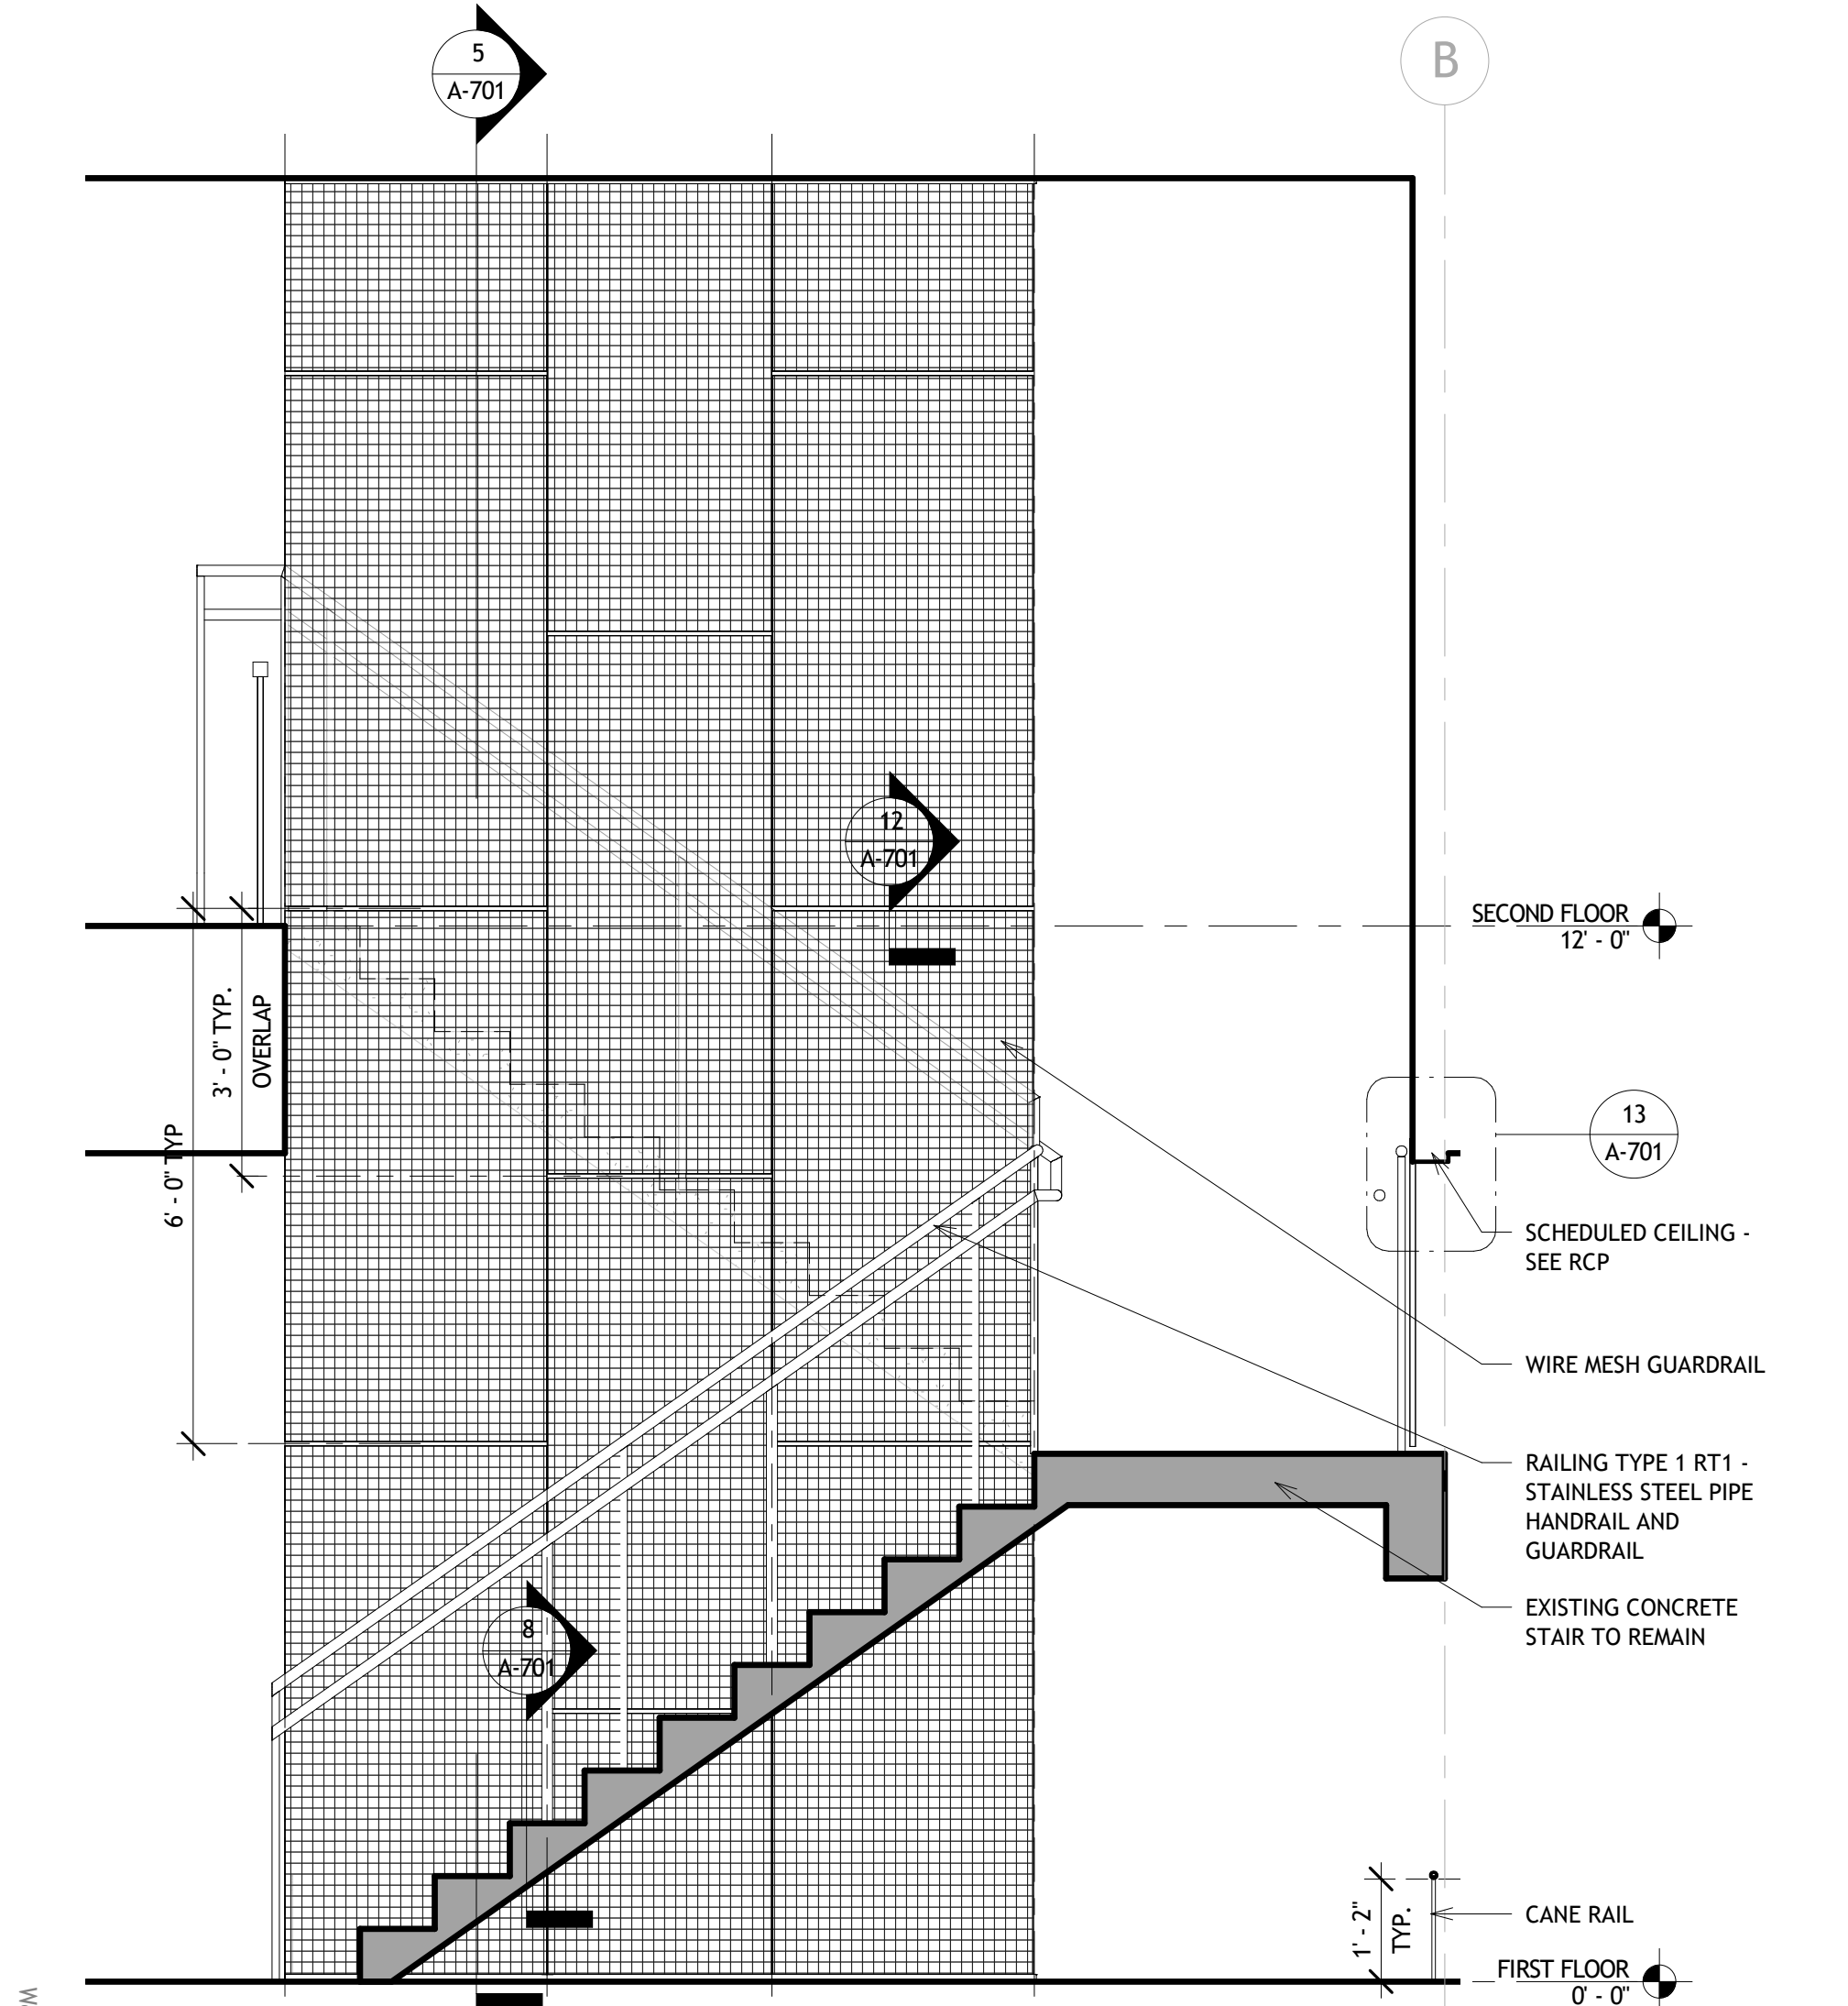 5
A-701
B
12
A-701
SECOND FLOOR
12' - 0"
3' - 0" TYP.
OVERLAP
6' - 0" TYP
13
A-701
SCHEDULED CEILING -
SEE RCP
WIRE MESH GUARDRAIL
RAILING TYPE 1 RT1 -
STAINLESS STEEL PIPE
HANDRAIL AND
GUARDRAIL
EXISTING CONCRETE
STAIR TO REMAIN
8
A-701
1' - 2"
TYP.
CANE RAIL
FIRST FLOOR
0' - 0"
W